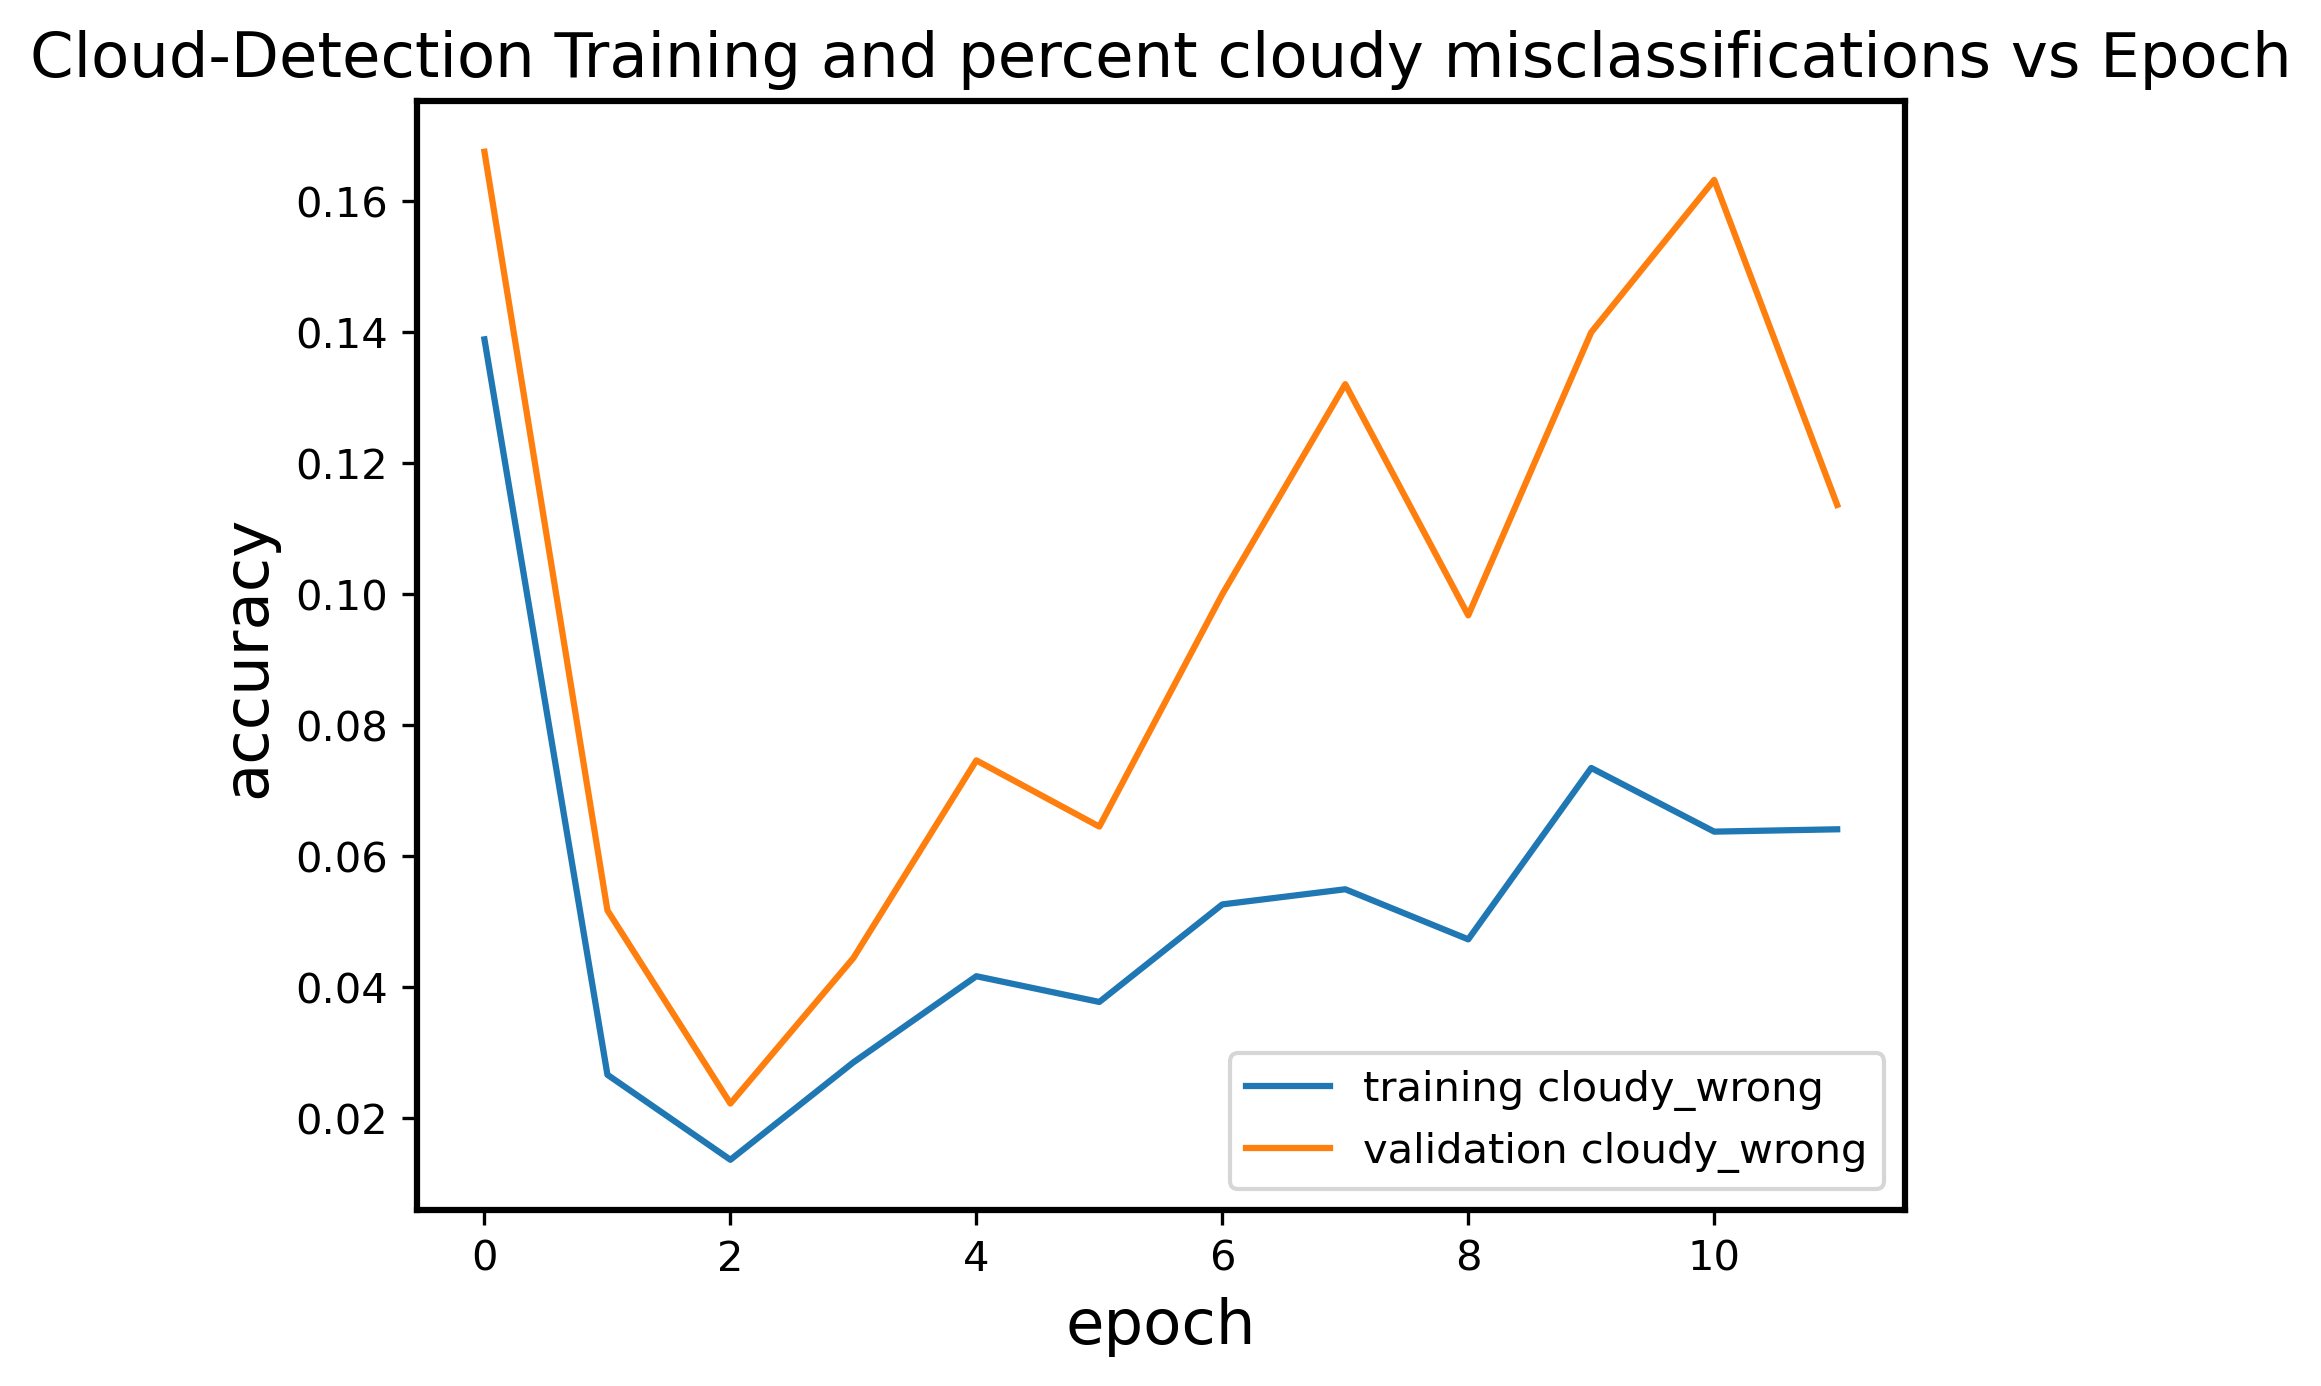 Cloud-Detection Training and percent cloudy misclassifications vs Epoch
accuracy
0.16
0.14
0.12
0.10
0.08
0.06
0.04
0.02
training cloudy_wrong
validation cloudy_wrong
0 2 4 6 8 10
epoch